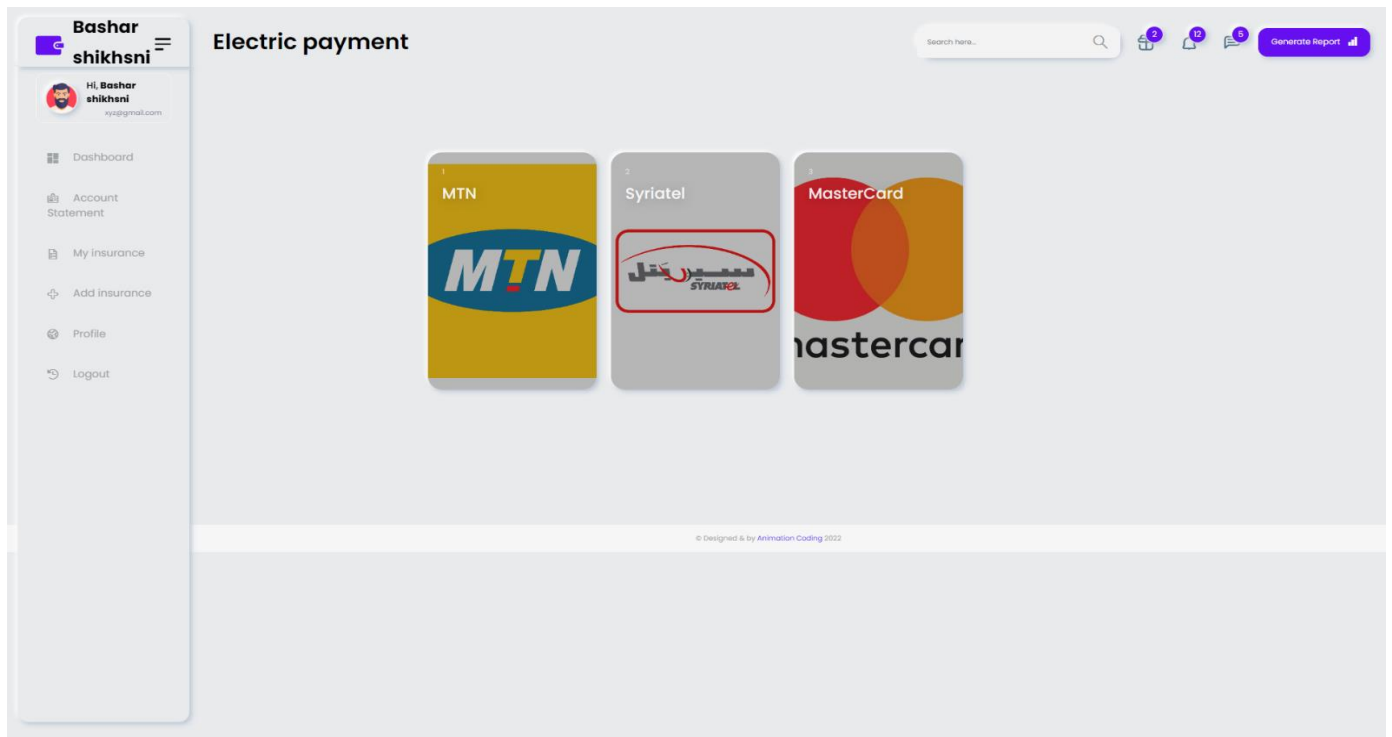 Bashar
shikhsni
Electric payment
Search here...
2
12
5
Generate Report
Hi, Bashar
shikhsni
xyz@gmail.com
Dashboard
Account
Statement
My insurance
Add insurance
Profile
Logout
1
MTN
MTN
2
Syriatel
سيريتل
SYRIATEL
3
MasterCard
mastercar
© Designed & by Animation Coding 2022